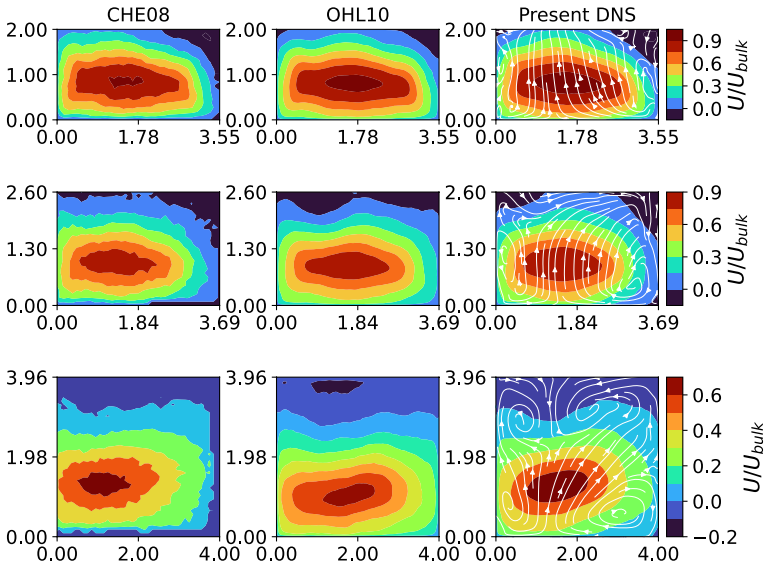 CHE08 OHL10 Present DNS
2.00 2.00 2.00 0.9
1.00 1.00 1.00 0.6
0.3
0.0
0.00 0.00 0.00
0.00 1.78 3.55 0.00 1.78 3.55 0.00 1.78 3.55
U/U_bulk
2.60 2.60 2.60 0.9
0.6
1.30 1.30 1.30 0.3
0.0
0.00 0.00 0.00
0.00 1.84 3.69 0.00 1.84 3.69 0.00 1.84 3.69
U/U_bulk
3.96 3.96 3.96 0.6
0.4
1.98 1.98 1.98 0.2
0.0
0.00 0.00 0.00 −0.2
0.00 2.00 4.00 0.00 2.00 4.00 0.00 2.00 4.00
U/U_bulk